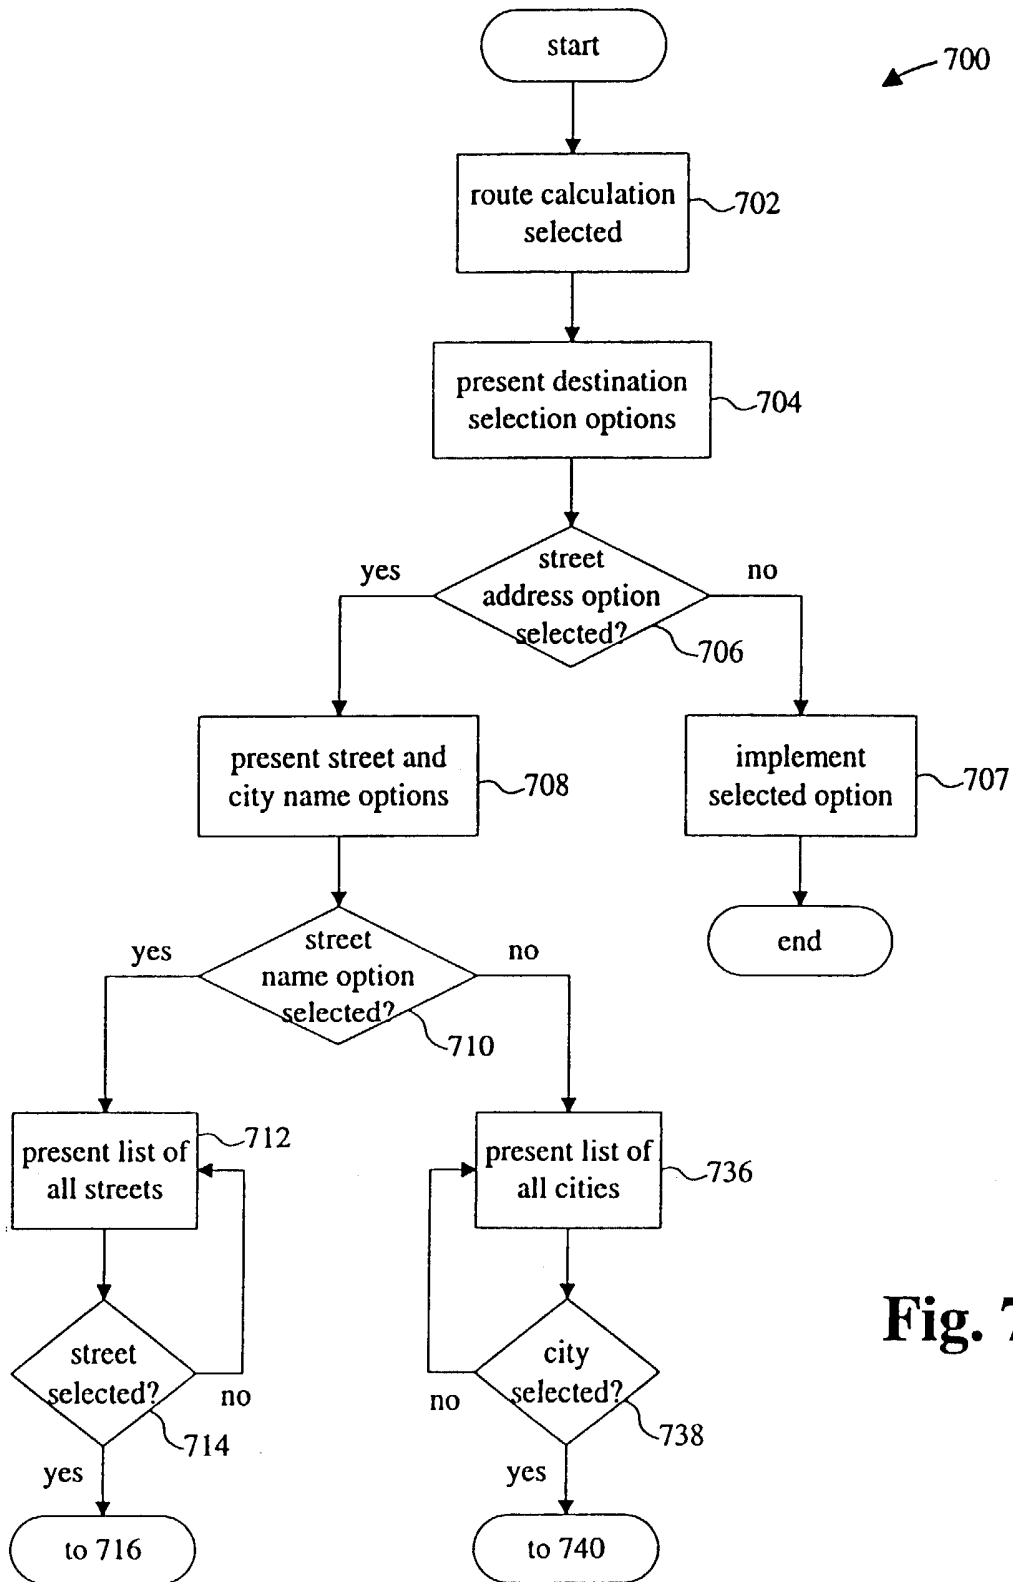 start
700
route calculation
selected
702
present destination
selection options
704
street
address option
selected?
yes
no
706
present street and
city name options
708
implement
selected option
707
end
street
name option
selected?
yes
no
710
present list of
all streets
712
present list of
all cities
736
street
selected?
no
714
yes
city
selected?
no
738
yes
to 716
to 740
Fig. 7